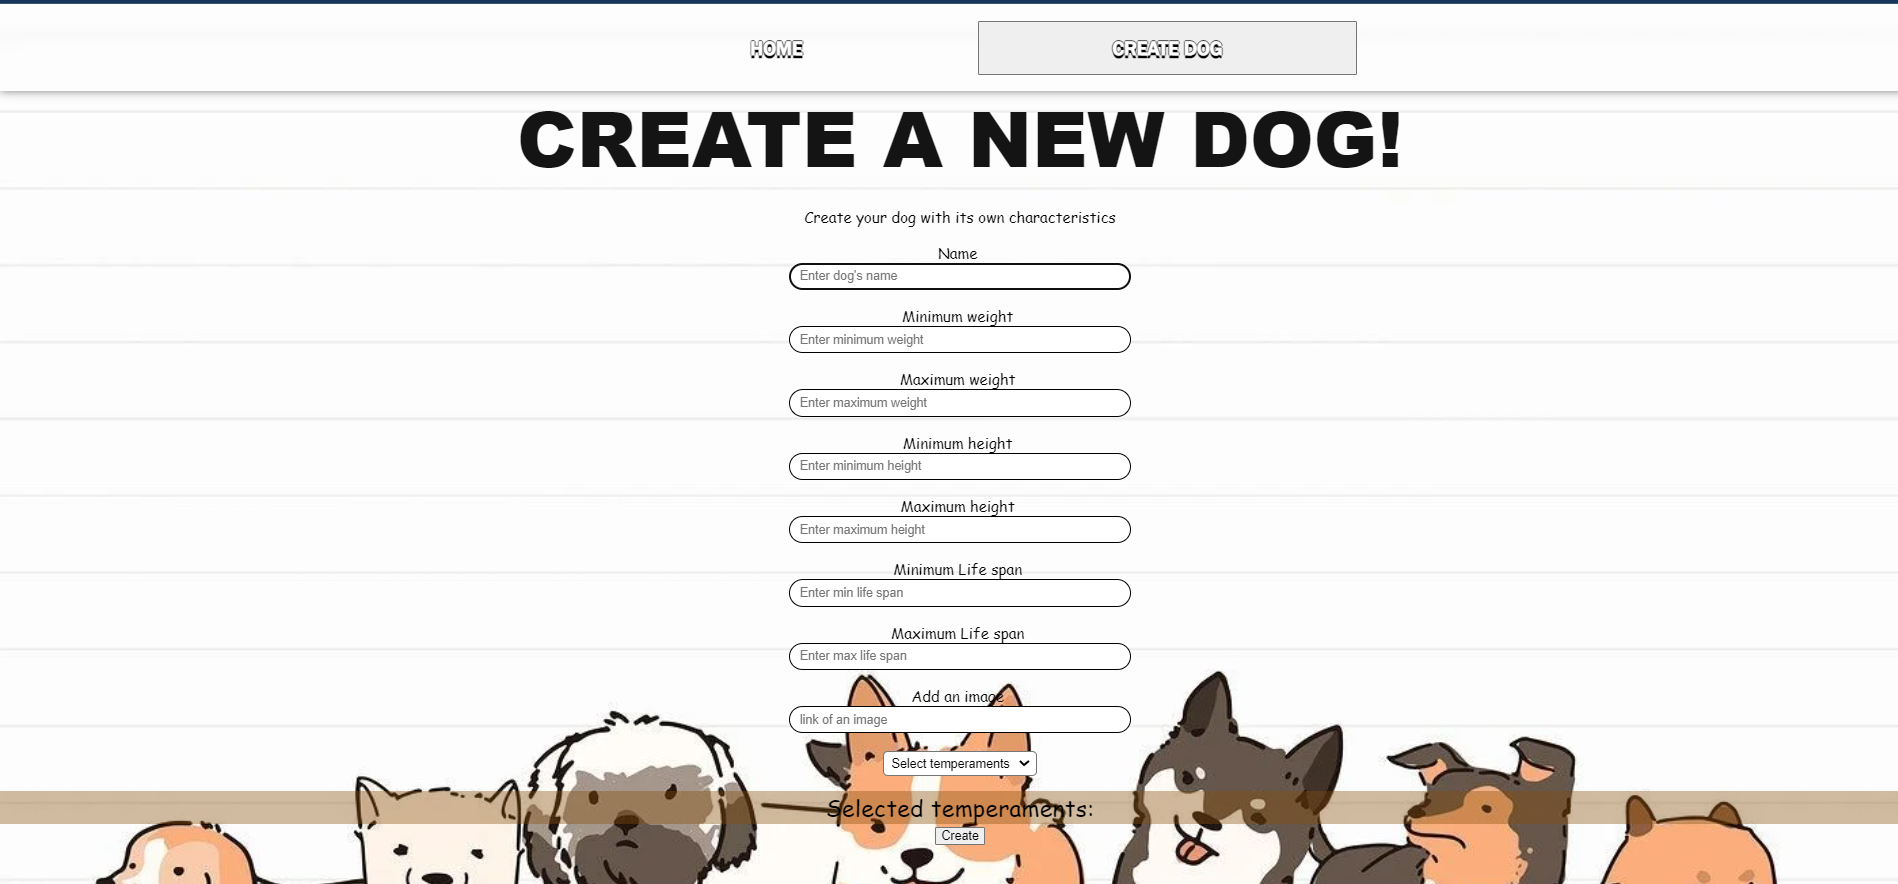 HOME CREATE DOG
CREATE A NEW DOG!
Create your dog with its own characteristics
Name
Enter dog's name
Minimum weight
Enter minimum weight
Maximum weight
Enter maximum weight
Minimum height
Enter minimum height
Maximum height
Enter maximum height
Minimum Life span
Enter min life span
Maximum Life span
Enter max life span
Add an image
link of an image
Select temperaments
Selected temperaments:
Create